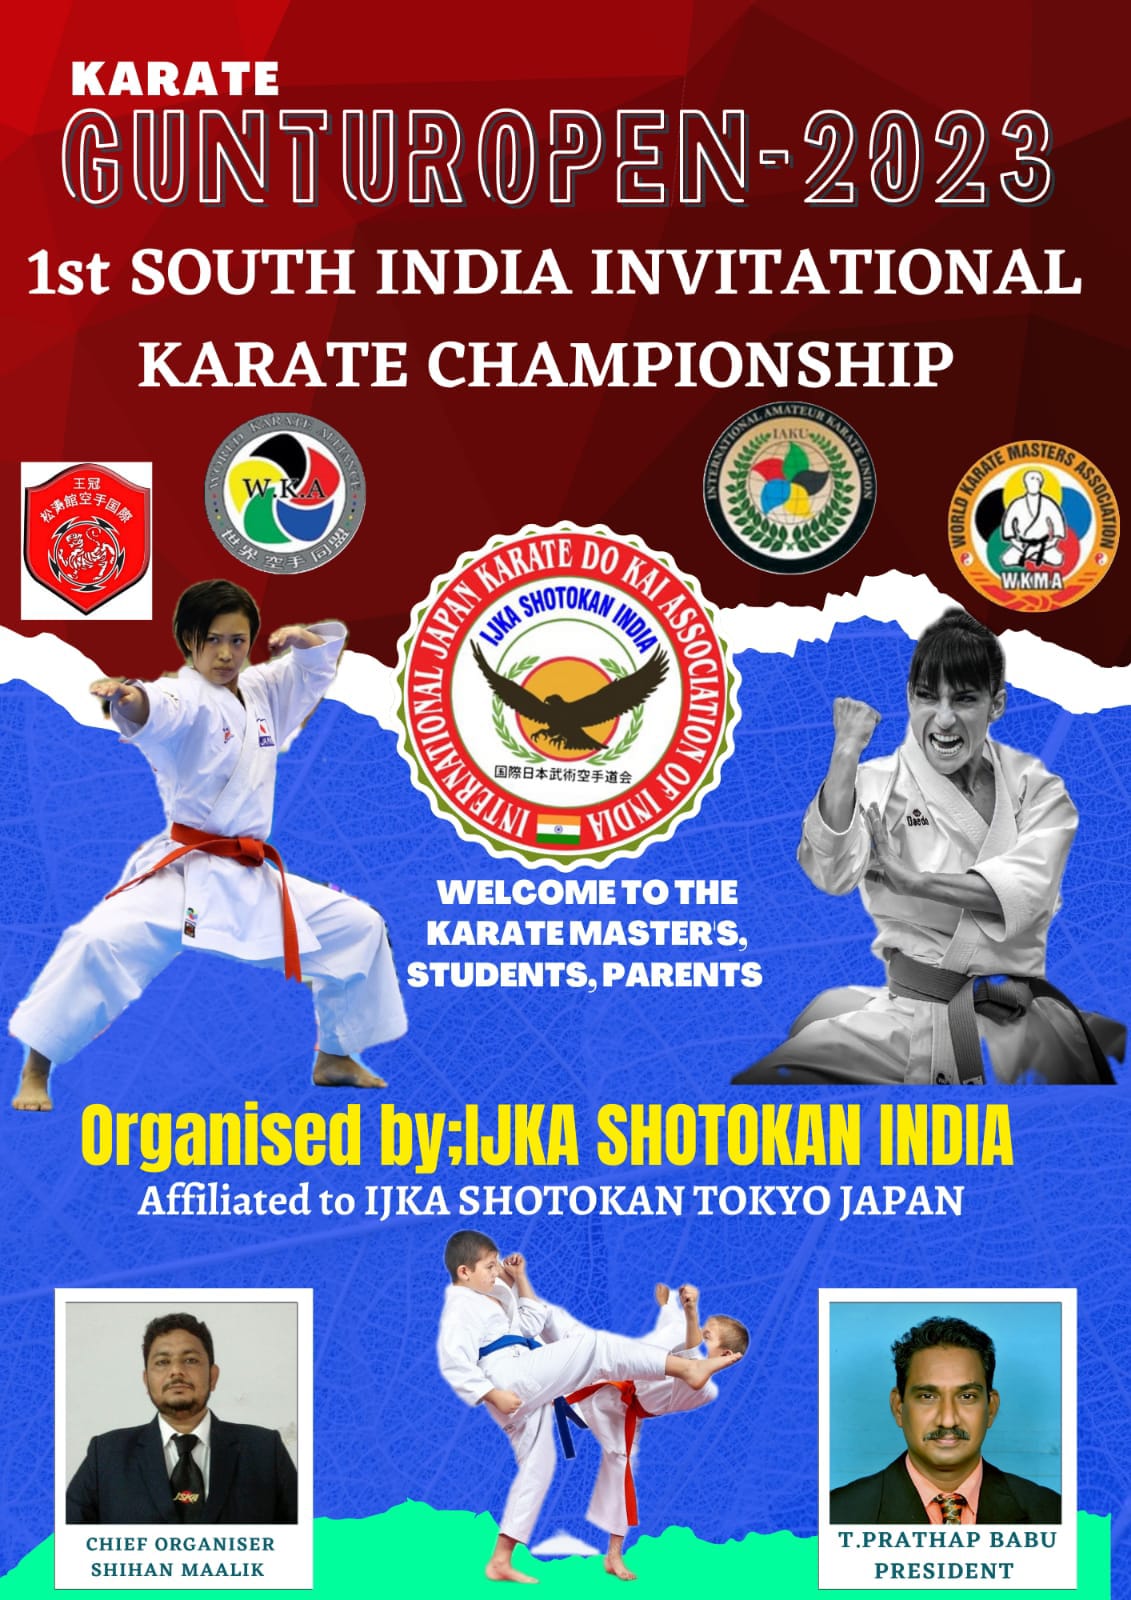 KARATE
GUNTUROPEN-2023
1st SOUTH INDIA INVITATIONAL
KARATE CHAMPIONSHIP
王冠
松涛館空手国際
WORLD KARATE ALLIANCE
W.K.A
世界空手同盟
INTERNATIONAL AMATEUR KARATE UNION
IAKU
WORLD KARATE MASTERS ASSOCIATION
WKMA
INTERNATIONAL JAPAN KARATE DO KAI ASSOCIATION OF INDIA
IJKA SHOTOKAN INDIA
国際日本武術空手道会
Daedo
WELCOME TO THE
KARATE MASTER'S,
STUDENTS, PARENTS
Organised by;IJKA SHOTOKAN INDIA
Affiliated to IJKA SHOTOKAN TOKYO JAPAN
CHIEF ORGANISER
SHIHAN MAALIK
T.PRATHAP BABU
PRESIDENT